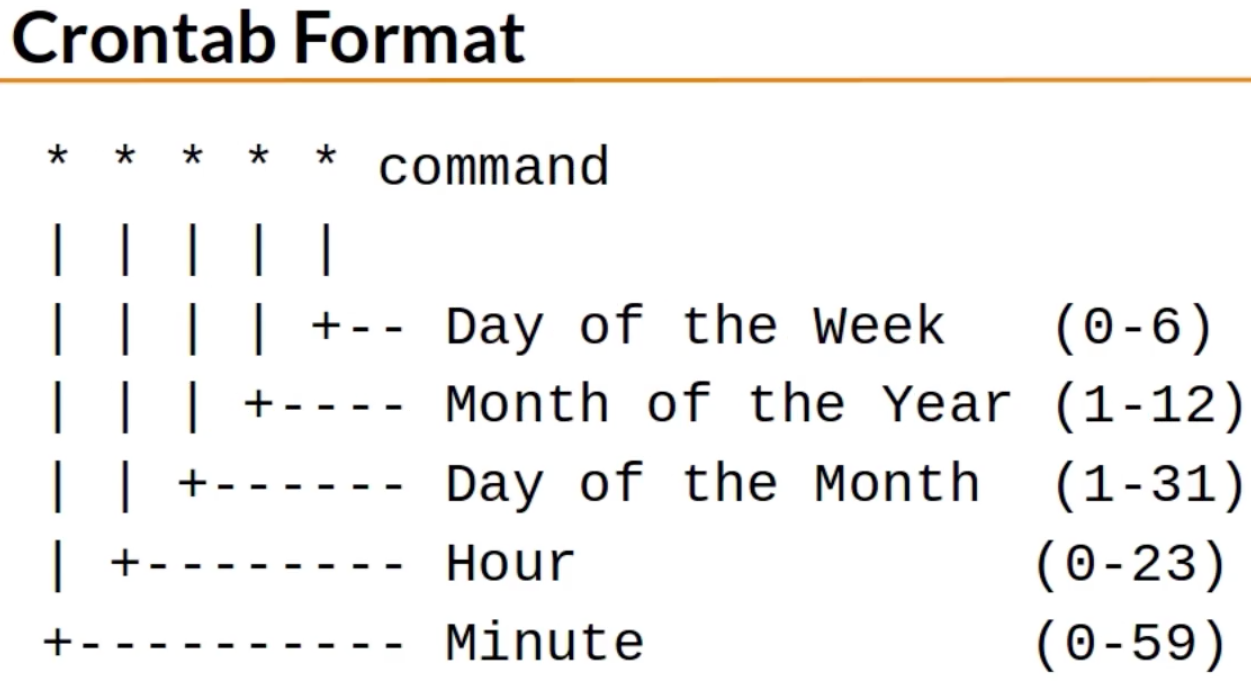 Crontab Format
* * * * * command
| | | | |
| | | | +-- Day of the Week   (0-6)
| | | +---- Month of the Year (1-12)
| | +------ Day of the Month  (1-31)
| +-------- Hour              (0-23)
+---------- Minute            (0-59)